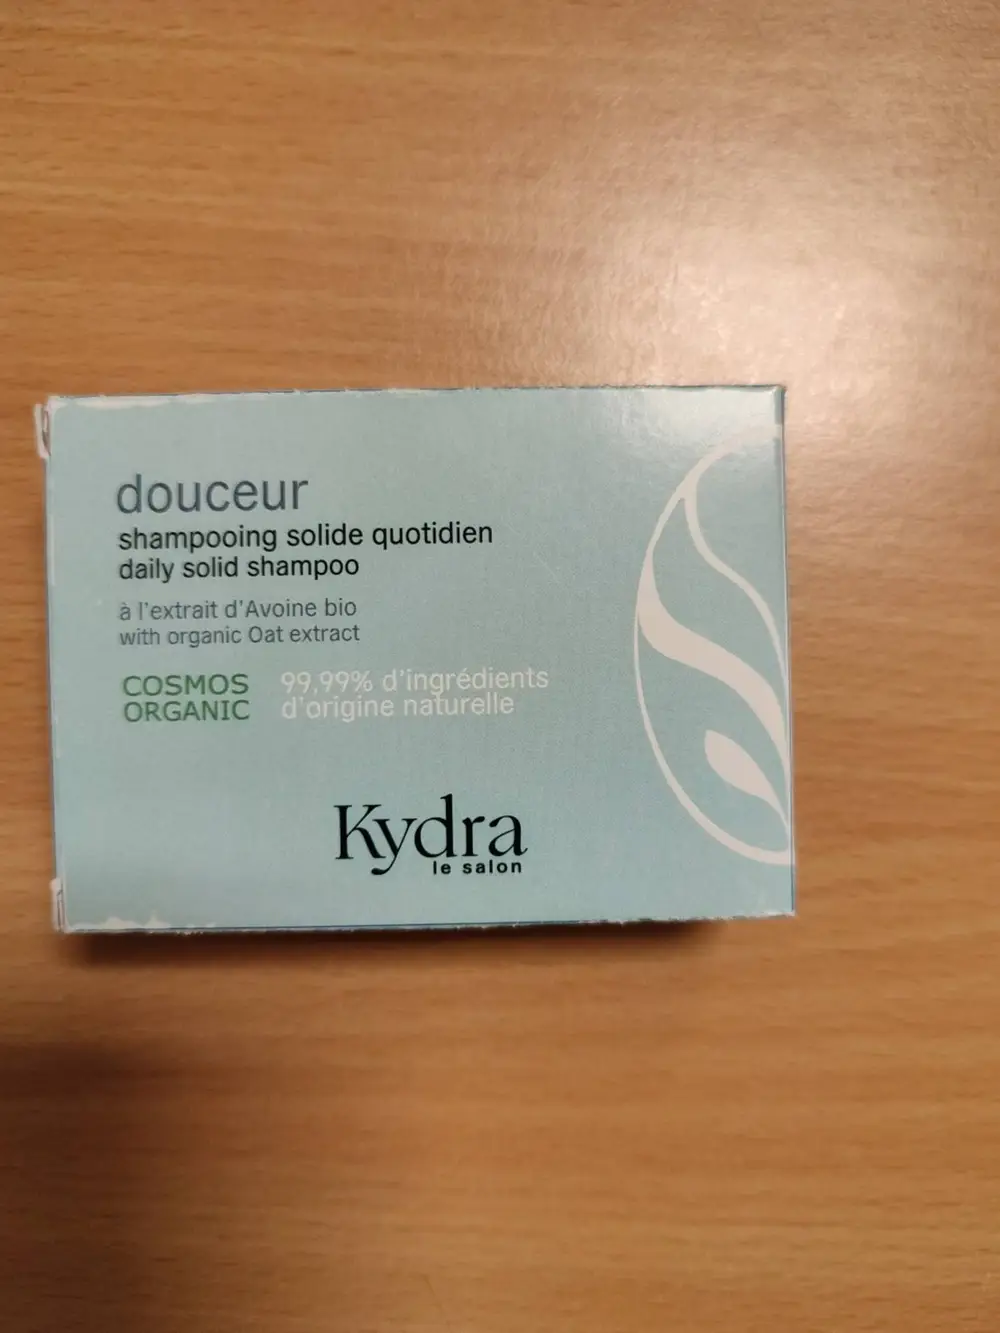 douceur
shampooing solide quotidien
daily solid shampoo
à l'extrait d'Avoine bio
with organic Oat extract
COSMOS
ORGANIC
99,99% d'ingrédients
d'origine naturelle
Kydra
le salon